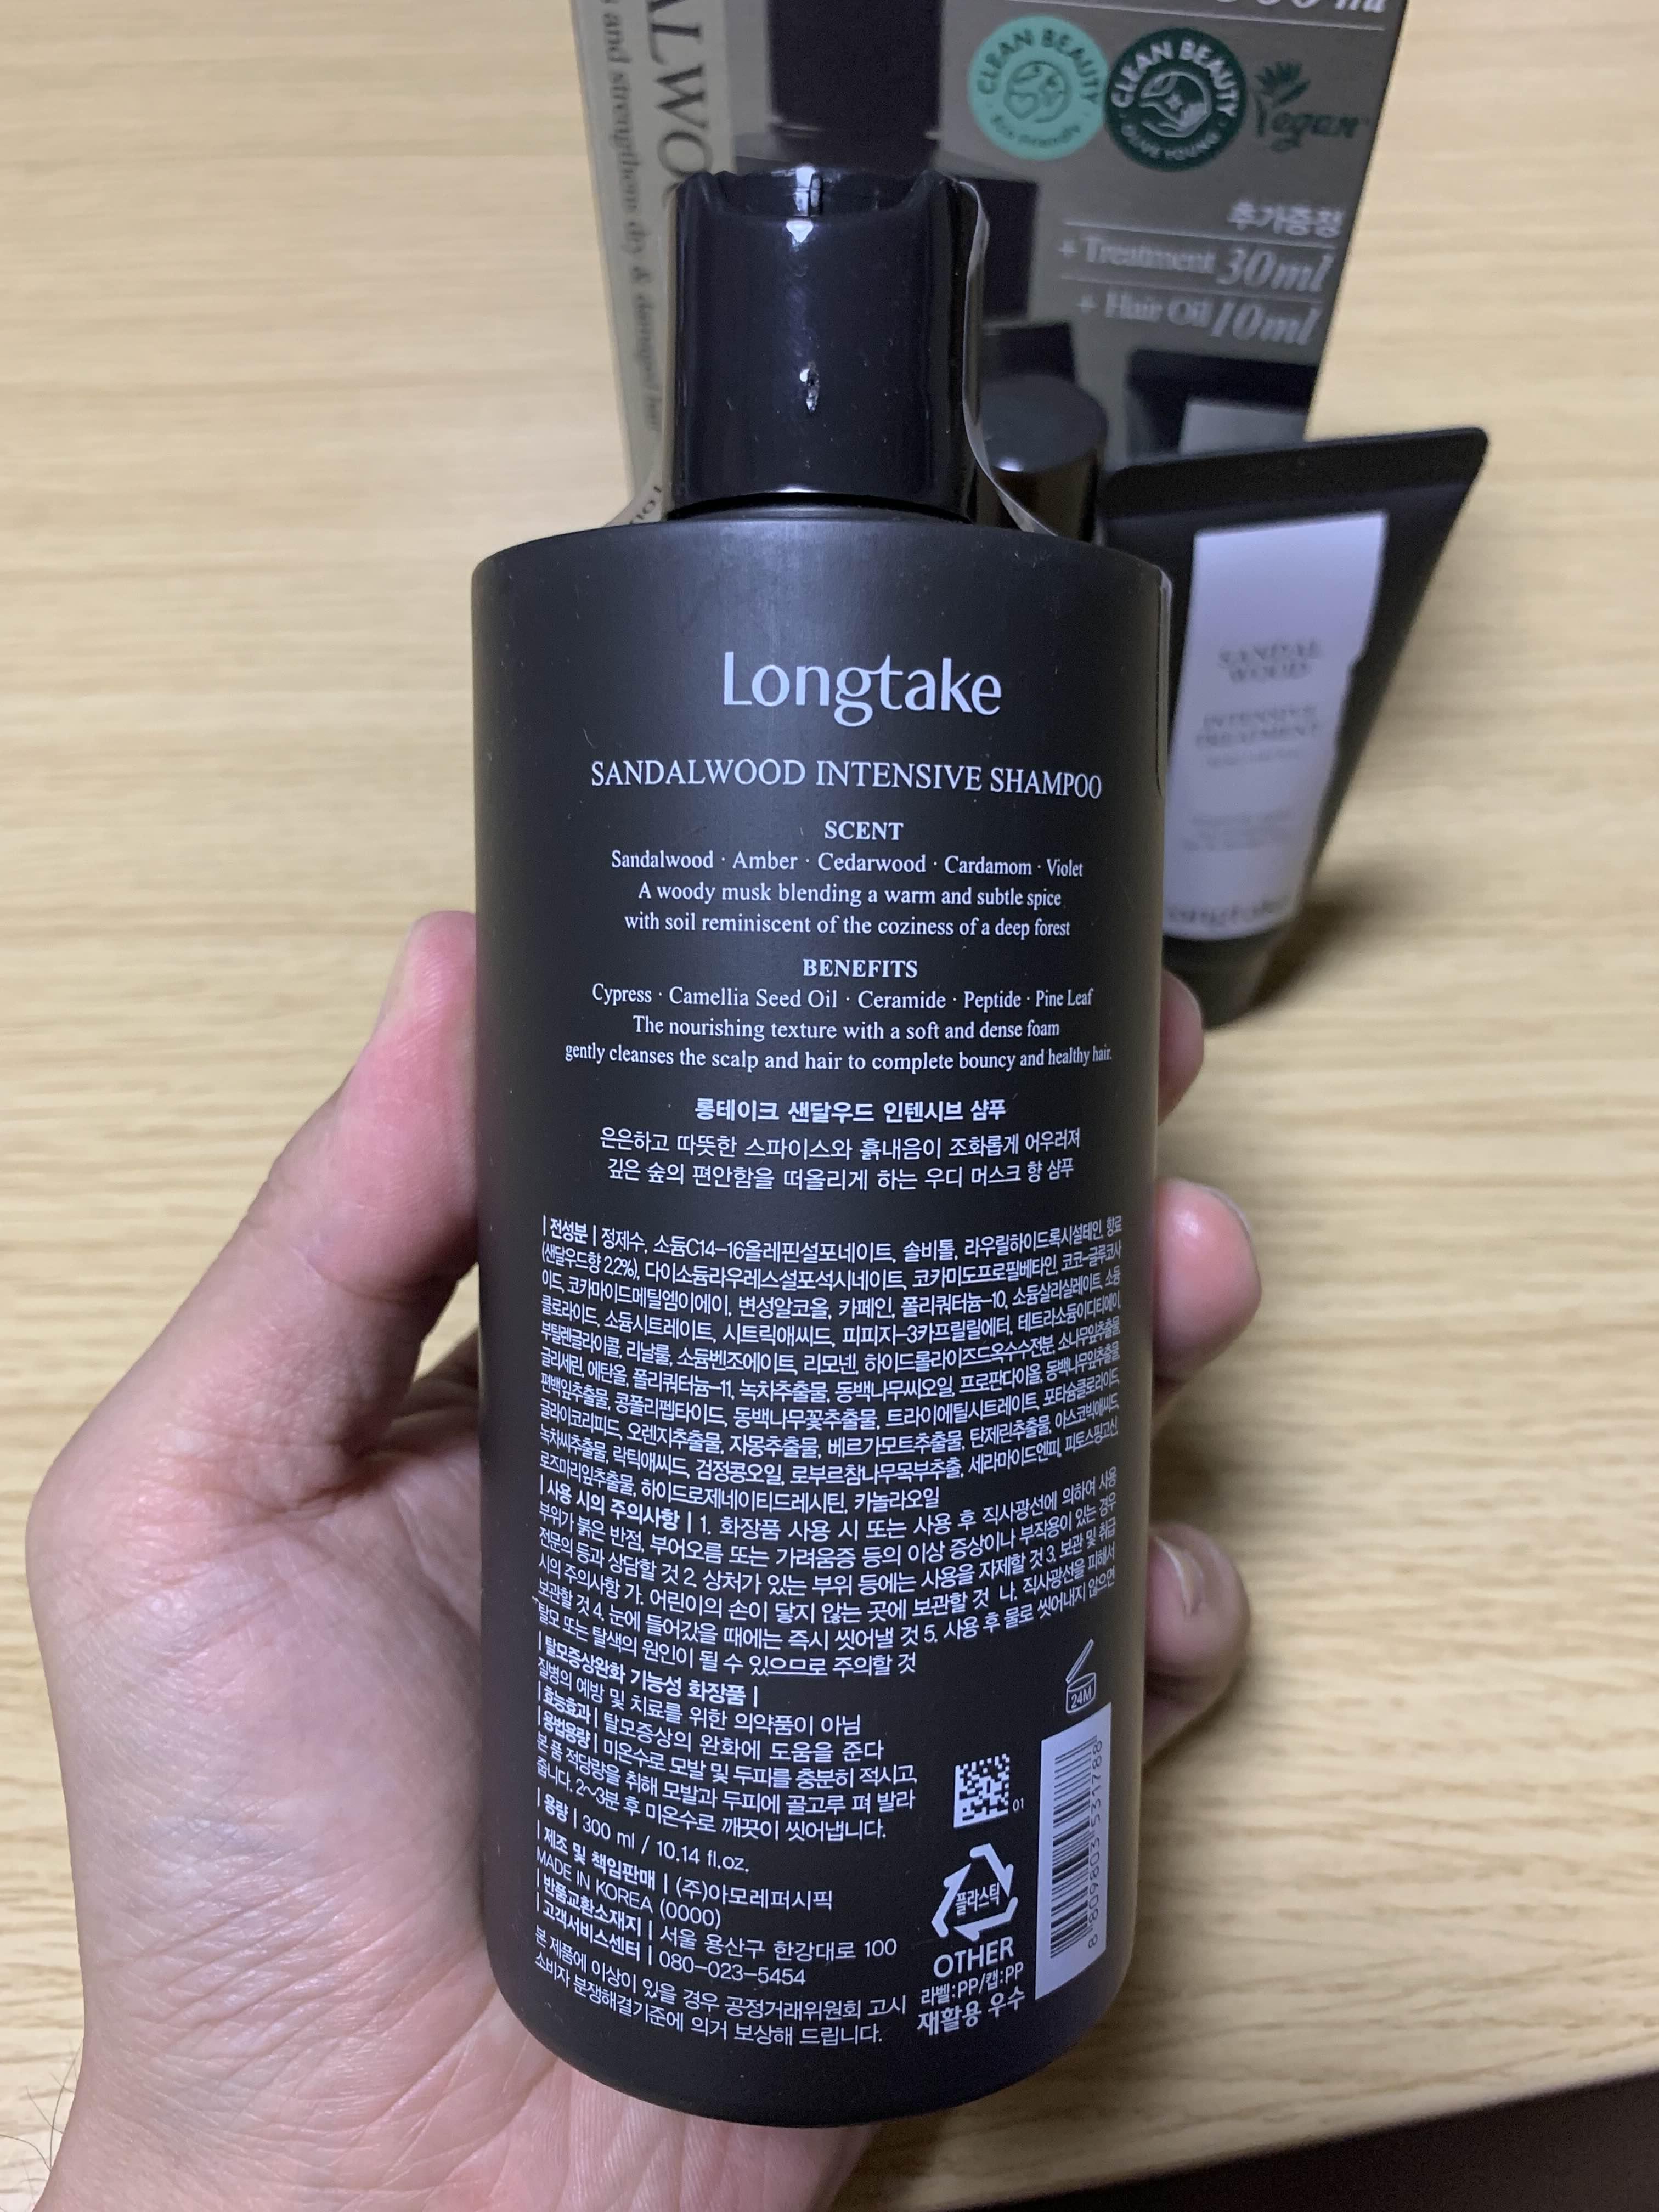 CLEAN BEAUTY
Eco Friendly
CLEAN BEAUTY
OLIVE YOUNG
Vegan
추가증정
+ Treatment 30ml
+ Hair Oil 10ml
and strengthens dry & damaged hair
SANDAL
WOOD
INTENSIVE
TREATMENT
Longtake
SANDALWOOD INTENSIVE SHAMPOO
SCENT
Sandalwood · Amber · Cedarwood · Cardamom · Violet
A woody musk blending a warm and subtle spice
with soil reminiscent of the coziness of a deep forest
BENEFITS
Cypress · Camellia Seed Oil · Ceramide · Peptide · Pine Leaf
The nourishing texture with a soft and dense foam
gently cleanses the scalp and hair to complete bouncy and healthy hair.
롱테이크 샌달우드 인텐시브 샴푸
은은하고 따뜻한 스파이스와 흙내음이 조화롭게 어우러져
깊은 숲의 편안함을 떠올리게 하는 우디 머스크 향 샴푸
| 전성분 | 정제수, 소듐C14-16올레핀설포네이트, 솔비톨, 라우릴하이드록시설테인, 향료
(샌달우드향 2.2%), 다이소듐라우레스설포석시네이트, 코카미도프로필베타인, 코코-글루코사
이드, 코카마이드메틸엠이에이, 변성알코올, 카페인, 폴리쿼터늄-10, 소듐살리실레이트, 소듐
클로라이드, 소듐시트레이트, 시트릭애씨드, 피피지-3카프릴릴에터, 테트라소듐이디티에이,
부틸렌글라이콜, 리날룰, 소듐벤조에이트, 리모넨, 하이드롤라이즈드옥수수전분, 소나무잎추출물,
글리세린, 에탄올, 폴리쿼터늄-11, 녹차추출물, 동백나무씨오일, 프로판다이올, 동백나무잎추출물,
편백잎추출물, 콩폴리펩타이드, 동백나무꽃추출물, 트라이에틸시트레이트, 포타슘클로라이드,
글라이코리피드, 오렌지추출물, 자몽추출물, 베르가모트추출물, 탄제린추출물, 아스코빅애씨드,
녹차씨추출물, 락틱애씨드, 검정콩오일, 로부르참나무목부추출, 세라마이드엔피, 피토스핑고신,
로즈마리잎추출물, 하이드로제네이티드레시틴, 카놀라오일
| 사용 시의 주의사항 | 1. 화장품 사용 시 또는 사용 후 직사광선에 의하여 사용
부위가 붉은 반점, 부어오름 또는 가려움증 등의 이상 증상이나 부작용이 있는 경우
전문의 등과 상담할 것 2. 상처가 있는 부위 등에는 사용을 자제할 것 3. 보관 및 취급
시의 주의사항 가. 어린이의 손이 닿지 않는 곳에 보관할 것 나. 직사광선을 피해서
보관할 것 4. 눈에 들어갔을 때에는 즉시 씻어낼 것 5. 사용 후 물로 씻어내지 않으면
탈모 또는 탈색의 원인이 될 수 있으므로 주의할 것
| 탈모증상완화 기능성 화장품 |
질병의 예방 및 치료를 위한 의약품이 아님
| 효능효과 | 탈모증상의 완화에 도움을 준다
| 용법용량 | 미온수로 모발 및 두피를 충분히 적시고,
본 품 적당량을 취해 모발과 두피에 골고루 펴 발라
줍니다. 2~3분 후 미온수로 깨끗이 씻어냅니다.
| 용량 | 300 ml / 10.14 fl.oz.
| 제조 및 책임판매 | (주)아모레퍼시픽
MADE IN KOREA (0000)
| 반품교환소재지 | 서울 용산구 한강대로 100
| 고객서비스센터 | 080-023-5454
본 제품에 이상이 있을 경우 공정거래위원회 고시
소비자 분쟁해결기준에 의거 보상해 드립니다.
24M
01
플라스틱
OTHER
라벨:PP/캡:PP
재활용 우수
8 809803 531788